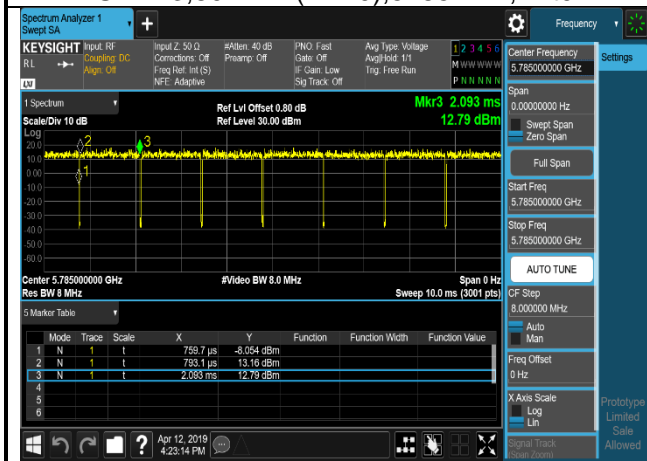 Spectrum Analyzer 1
Swept SA
Frequency
KEYSIGHT
RL
LXI
Input: RF
Coupling: DC
Align: Off
Input Z: 50 Ω
Corrections: Off
Freq Ref: Int (S)
NFE: Adaptive
#Atten: 40 dB
Preamp: Off
PNO: Fast
Gate: Off
IF Gain: Low
Sig Track: Off
Avg Type: Voltage
Avg|Hold: 1/1
Trig: Free Run
1 2 3 4 5 6
M W W W W W
P N N N N N
1 Spectrum
Scale/Div 10 dB
Ref Lvl Offset 0.80 dB
Ref Level 30.00 dBm
Mkr3 2.093 ms
12.79 dBm
Log
20.0
10.0
0.00
-10.0
-20.0
-30.0
-40.0
-50.0
-60.0
2
1
3
Center 5.785000000 GHz
#Video BW 8.0 MHz
Span 0 Hz
Res BW 8 MHz
Sweep 10.0 ms (3001 pts)
5 Marker Table
Mode Trace Scale X Y Function Function Width Function Value
1 N 1 t 759.7 µs -8.054 dBm
2 N 1 t 793.1 µs 13.16 dBm
3 N 1 t 2.093 ms 12.79 dBm
4
5
6
Apr 12, 2019
4:23:14 PM
Center Frequency
5.785000000 GHz
Settings
Span
0.00000000 Hz
Swept Span
Zero Span
Full Span
Start Freq
5.785000000 GHz
Stop Freq
5.785000000 GHz
AUTO TUNE
CF Step
8.000000 MHz
Auto
Man
Freq Offset
0 Hz
X Axis Scale
Log
Lin
Signal Track
(Span Zoom)
Prototype
Limited
Sale
Allowed